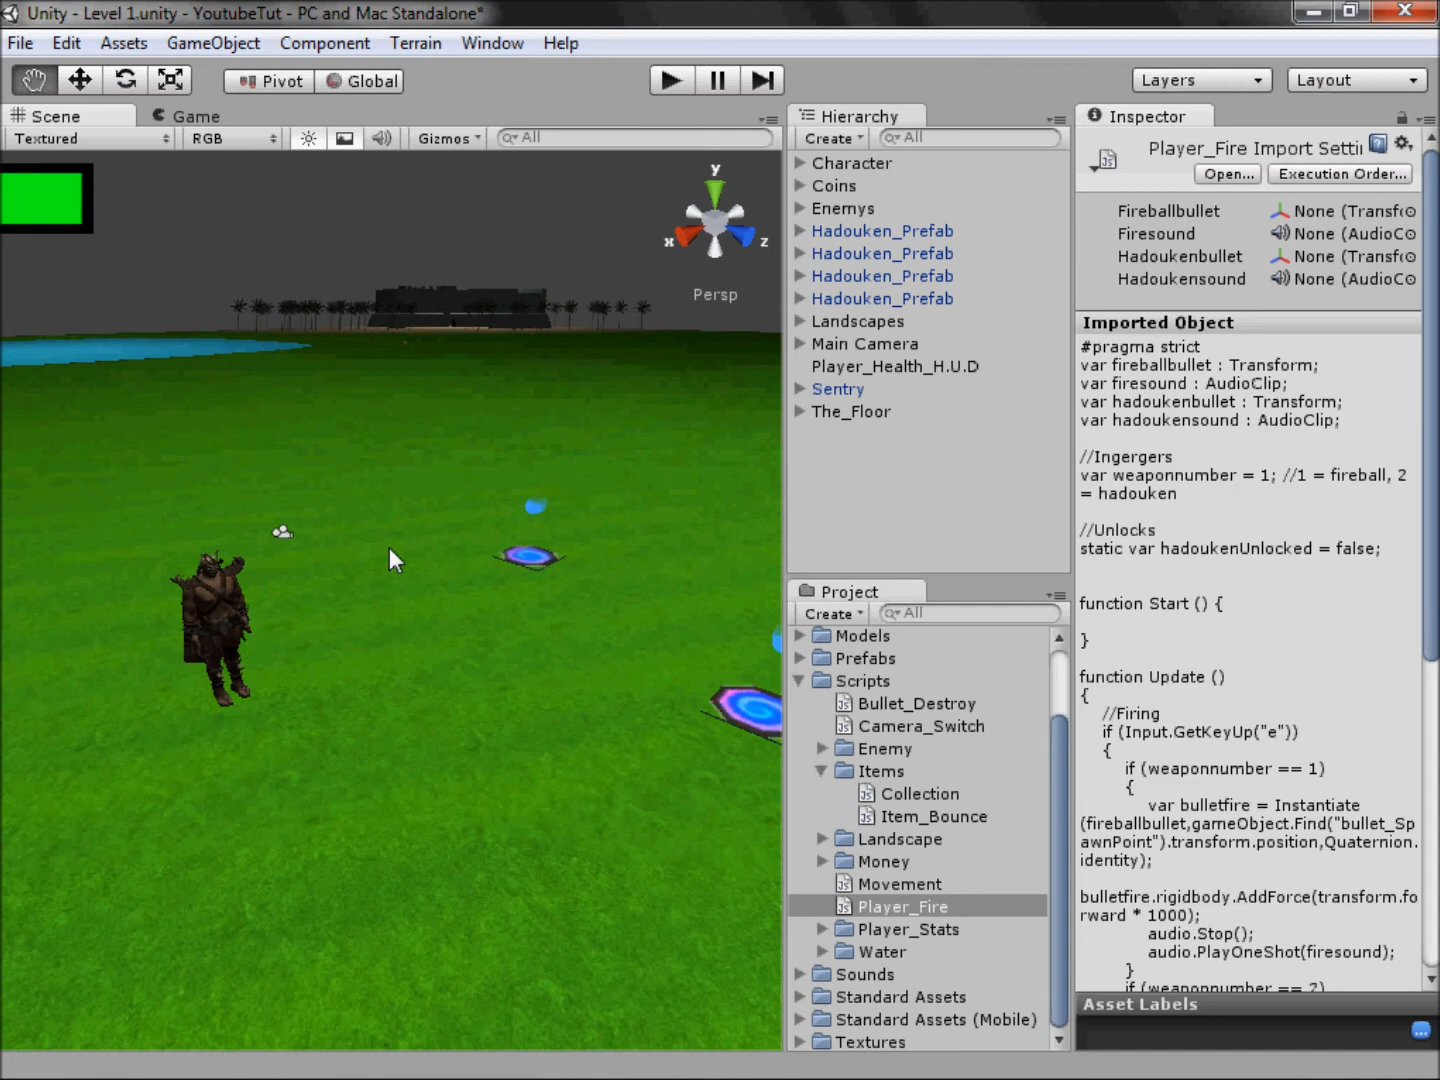 Unity - Level 1.unity - YoutubeTut - PC and Mac Standalone*
File Edit Assets GameObject Component Terrain Window Help
Pivot Global Layers Layout
Scene Game
Textured RGB Gizmos All
y
x z
Persp
Hierarchy
Create All
Character
Coins
Enemys
Hadouken_Prefab
Hadouken_Prefab
Hadouken_Prefab
Hadouken_Prefab
Landscapes
Main Camera
Player_Health_H.U.D
Sentry
The_Floor
Project
Create All
Models
Prefabs
Scripts
Bullet_Destroy
Camera_Switch
Enemy
Items
Collection
Item_Bounce
Landscape
Money
Movement
Player_Fire
Player_Stats
Water
Sounds
Standard Assets
Standard Assets (Mobile)
Textures
Inspector
Player_Fire Import Setti
Open... Execution Order...
Fireballbullet None (Transf
Firesound None (AudioC
Hadoukenbullet None (Transf
Hadoukensound None (AudioC
Imported Object
#pragma strict
var fireballbullet : Transform;
var firesound : AudioClip;
var hadoukenbullet : Transform;
var hadoukensound : AudioClip;
//Ingergers
var weaponnumber = 1; //1 = fireball, 2
= hadouken
//Unlocks
static var hadoukenUnlocked = false;
function Start () {
}
function Update ()
{
//Firing
if (Input.GetKeyUp("e"))
{
if (weaponnumber == 1)
{
var bulletfire = Instantiate
(fireballbullet,gameObject.Find("bullet_Sp
awnPoint").transform.position,Quaternion.
identity);
bulletfire.rigidbody.AddForce(transform.fo
rward * 1000);
audio.Stop();
audio.PlayOneShot(firesound);
}
if (weaponnumber == 2)
Asset Labels